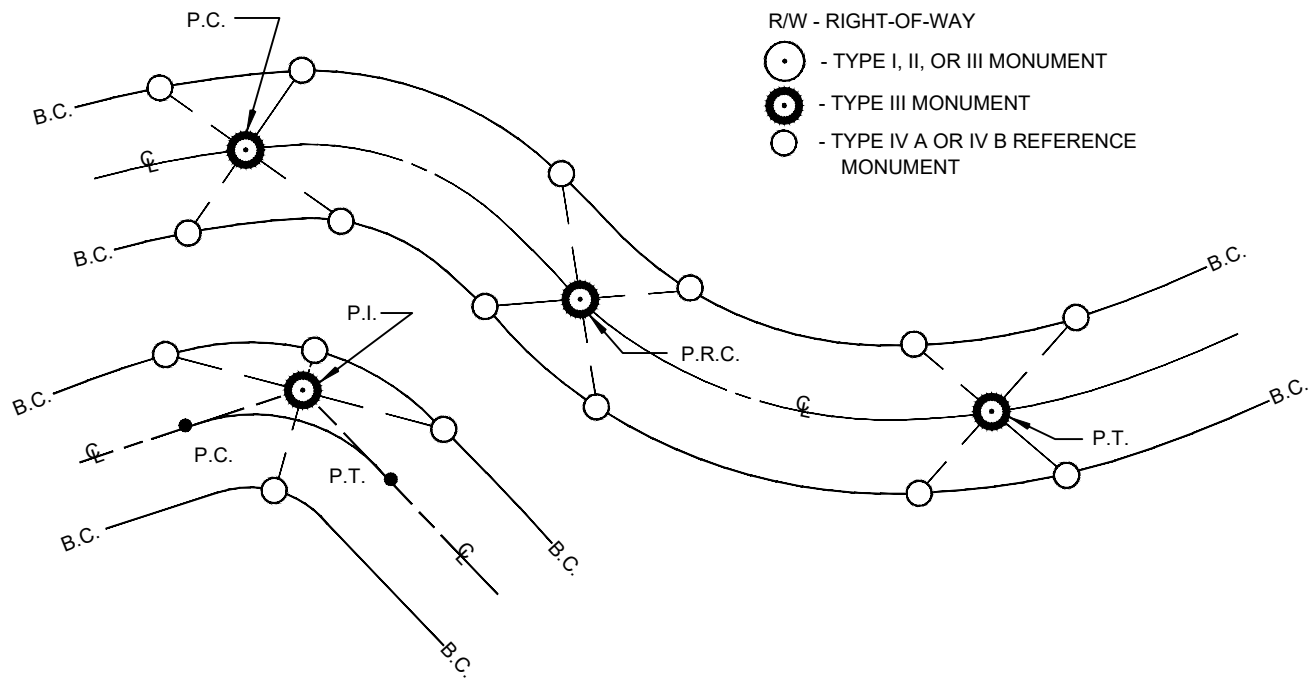 P.C.
R/W - RIGHT-OF-WAY
- TYPE I, II, OR III MONUMENT
- TYPE III MONUMENT
- TYPE IV A OR IV B REFERENCE
MONUMENT
B.C.
℄
B.C.
B.C.
P.I.
P.R.C.
B.C.
B.C.
℄
P.T.
℄
P.C.
P.T.
B.C.
℄
B.C.
B.C.